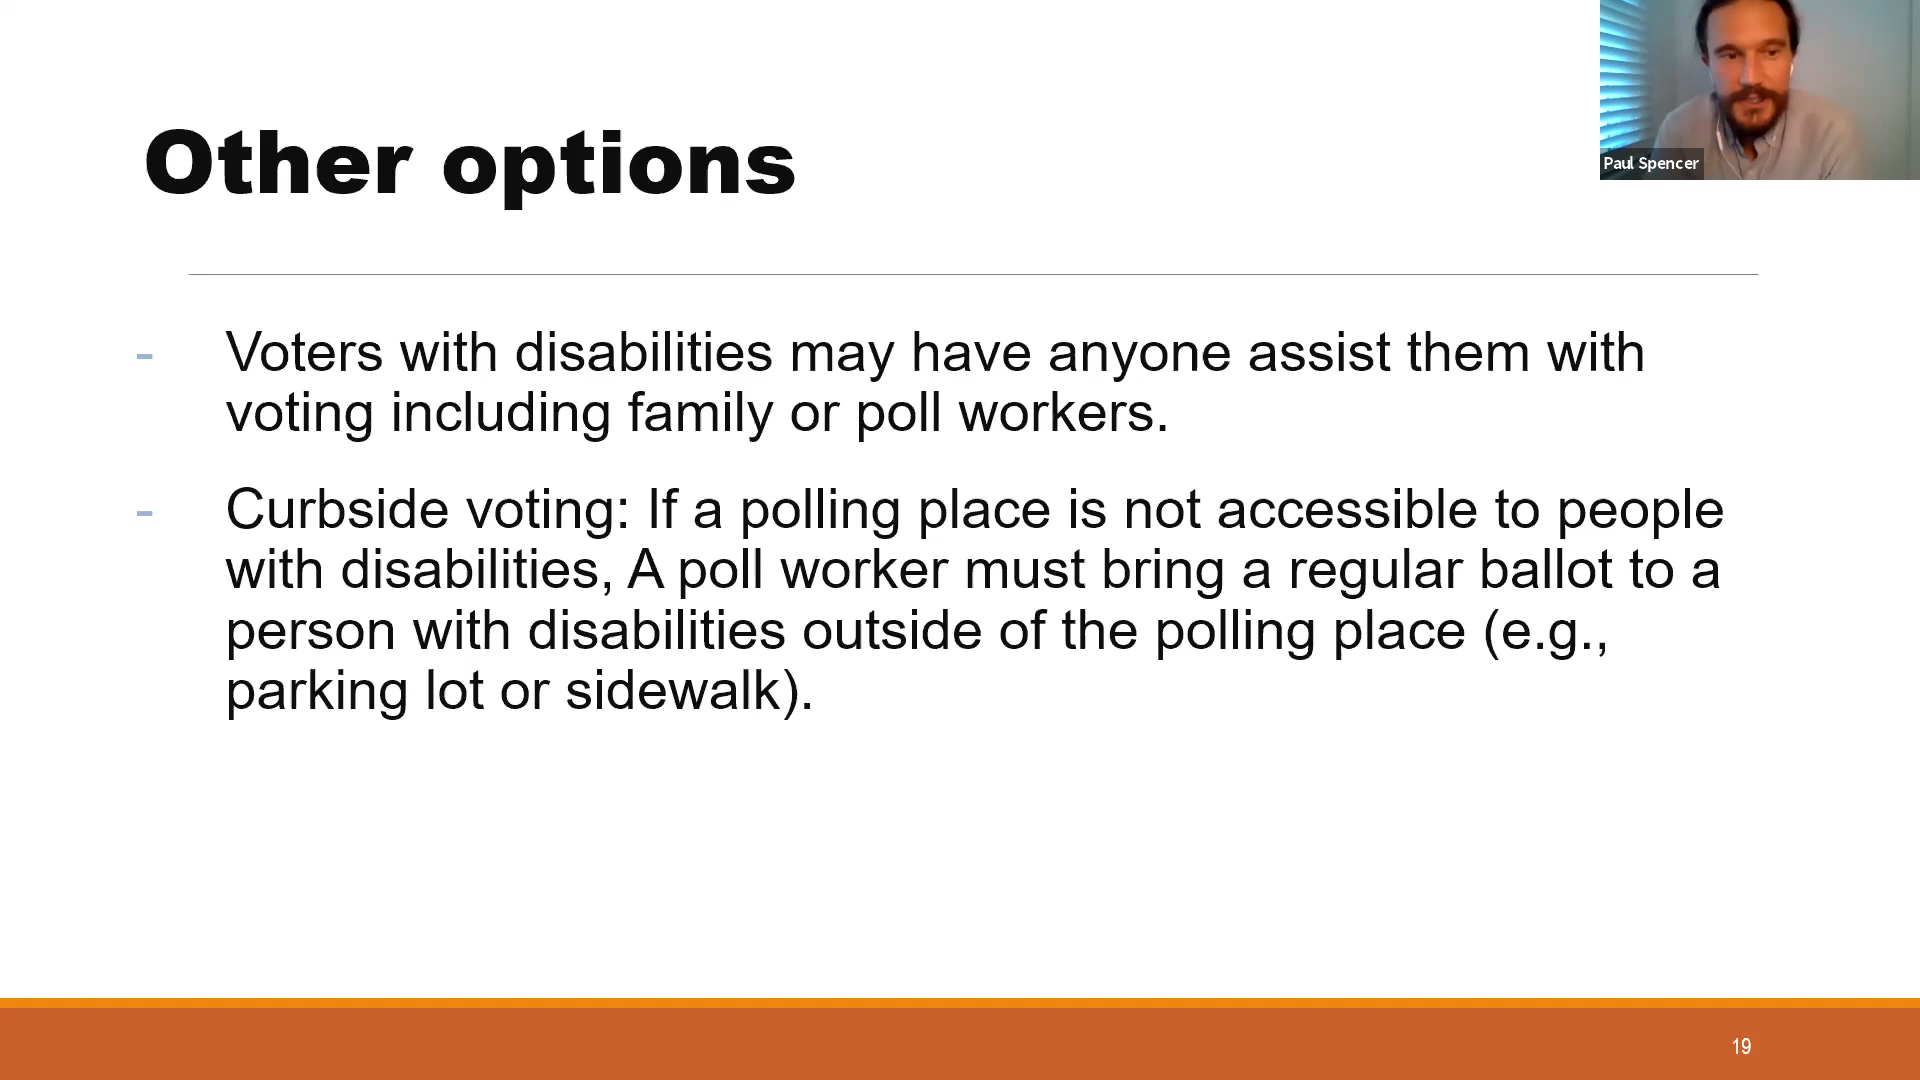 Other options
Paul Spencer
- Voters with disabilities may have anyone assist them with
voting including family or poll workers.
- Curbside voting: If a polling place is not accessible to people
with disabilities, A poll worker must bring a regular ballot to a
person with disabilities outside of the polling place (e.g.,
parking lot or sidewalk).
19